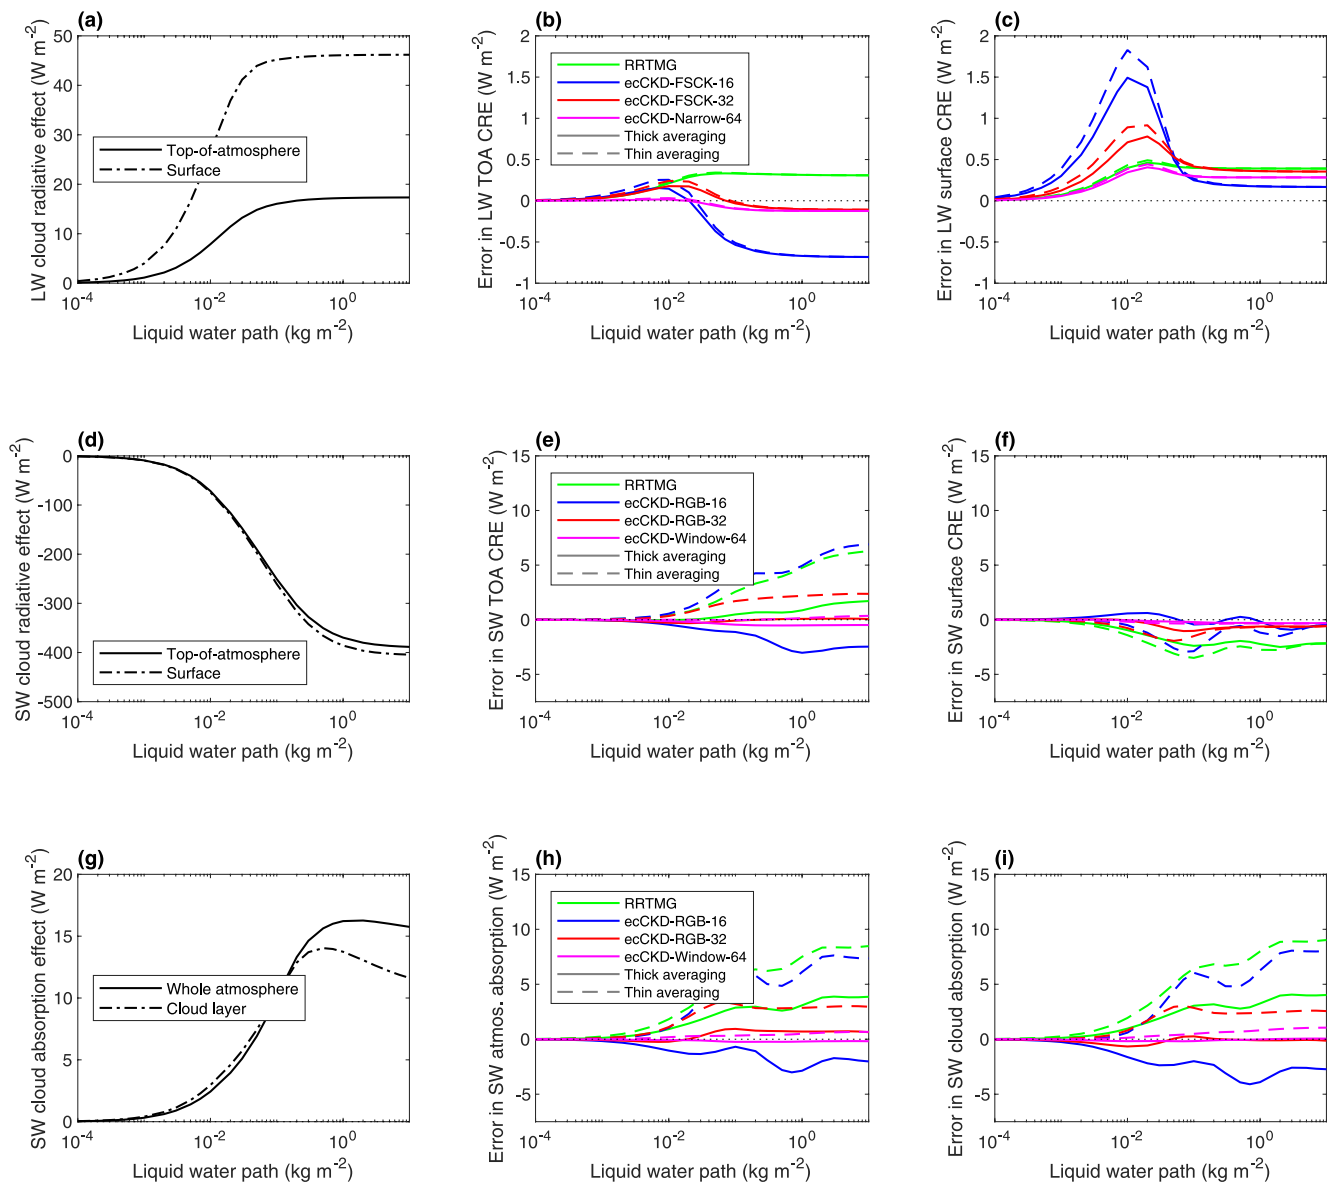 (a)
LW cloud radiative effect (W m-2)
50
40
30
20
10
0
Top-of-atmosphere
Surface
10-4
10-2
100
Liquid water path (kg m-2)
(b)
Error in LW TOA CRE (W m-2)
2
1.5
1
0.5
0
-0.5
-1
RRTMG
ecCKD-FSCK-16
ecCKD-FSCK-32
ecCKD-Narrow-64
Thick averaging
Thin averaging
10-4
10-2
100
Liquid water path (kg m-2)
(c)
Error in LW surface CRE (W m-2)
2
1.5
1
0.5
0
-0.5
-1
10-4
10-2
100
Liquid water path (kg m-2)
(d)
SW cloud radiative effect (W m-2)
0
-100
-200
-300
-400
-500
Top-of-atmosphere
Surface
10-4
10-2
100
Liquid water path (kg m-2)
(e)
Error in SW TOA CRE (W m-2)
15
10
5
0
-5
RRTMG
ecCKD-RGB-16
ecCKD-RGB-32
ecCKD-Window-64
Thick averaging
Thin averaging
10-4
10-2
100
Liquid water path (kg m-2)
(f)
Error in SW surface CRE (W m-2)
15
10
5
0
-5
10-4
10-2
100
Liquid water path (kg m-2)
(g)
SW cloud absorption effect (W m-2)
20
15
10
5
0
Whole atmosphere
Cloud layer
10-4
10-2
100
Liquid water path (kg m-2)
(h)
Error in SW atmos. absorption (W m-2)
15
10
5
0
-5
RRTMG
ecCKD-RGB-16
ecCKD-RGB-32
ecCKD-Window-64
Thick averaging
Thin averaging
10-4
10-2
100
Liquid water path (kg m-2)
(i)
Error in SW cloud absorption (W m-2)
15
10
5
0
-5
10-4
10-2
100
Liquid water path (kg m-2)